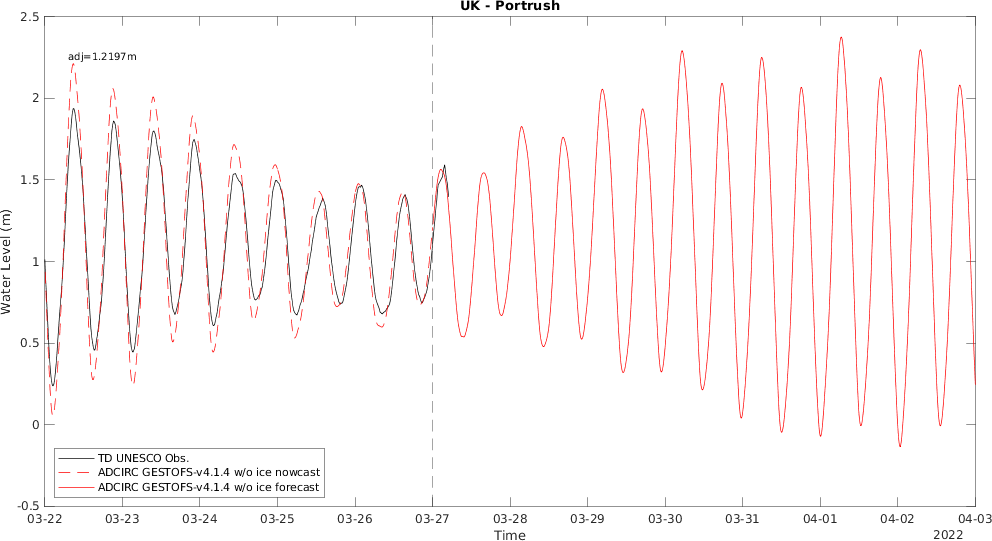 UK - Portrush
adj=1.2197m
2.5
2
1.5
1
0.5
0
-0.5
Water Level (m)
TD UNESCO Obs.
ADCIRC GESTOFS-v4.1.4 w/o ice nowcast
ADCIRC GESTOFS-v4.1.4 w/o ice forecast
03-22 03-23 03-24 03-25 03-26 03-27 03-28 03-29 03-30 03-31 04-01 04-02 04-03
Time
2022